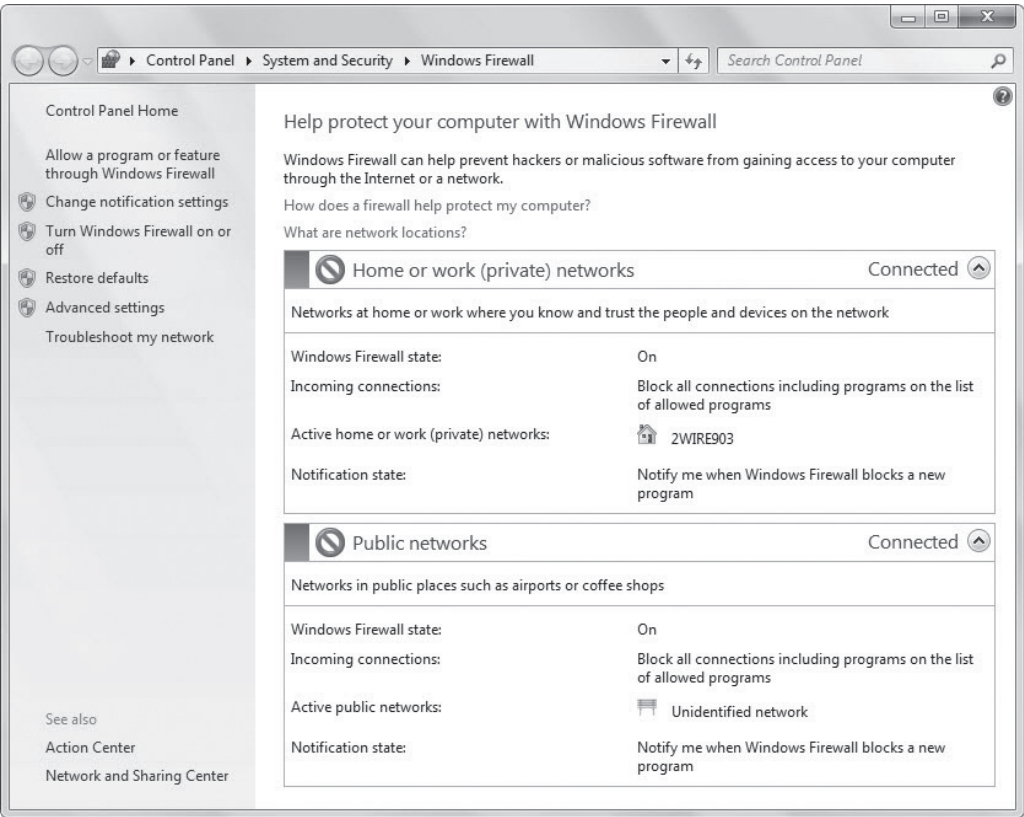 Control Panel ▸ System and Security ▸ Windows Firewall
Search Control Panel
Control Panel Home
Allow a program or feature
through Windows Firewall
Change notification settings
Turn Windows Firewall on or
off
Restore defaults
Advanced settings
Troubleshoot my network
See also
Action Center
Network and Sharing Center
Help protect your computer with Windows Firewall
Windows Firewall can help prevent hackers or malicious software from gaining access to your computer
through the Internet or a network.
How does a firewall help protect my computer?
What are network locations?
Home or work (private) networks Connected
Networks at home or work where you know and trust the people and devices on the network
Windows Firewall state: On
Incoming connections: Block all connections including programs on the list
of allowed programs
Active home or work (private) networks: 2WIRE903
Notification state: Notify me when Windows Firewall blocks a new
program
Public networks Connected
Networks in public places such as airports or coffee shops
Windows Firewall state: On
Incoming connections: Block all connections including programs on the list
of allowed programs
Active public networks: Unidentified network
Notification state: Notify me when Windows Firewall blocks a new
program